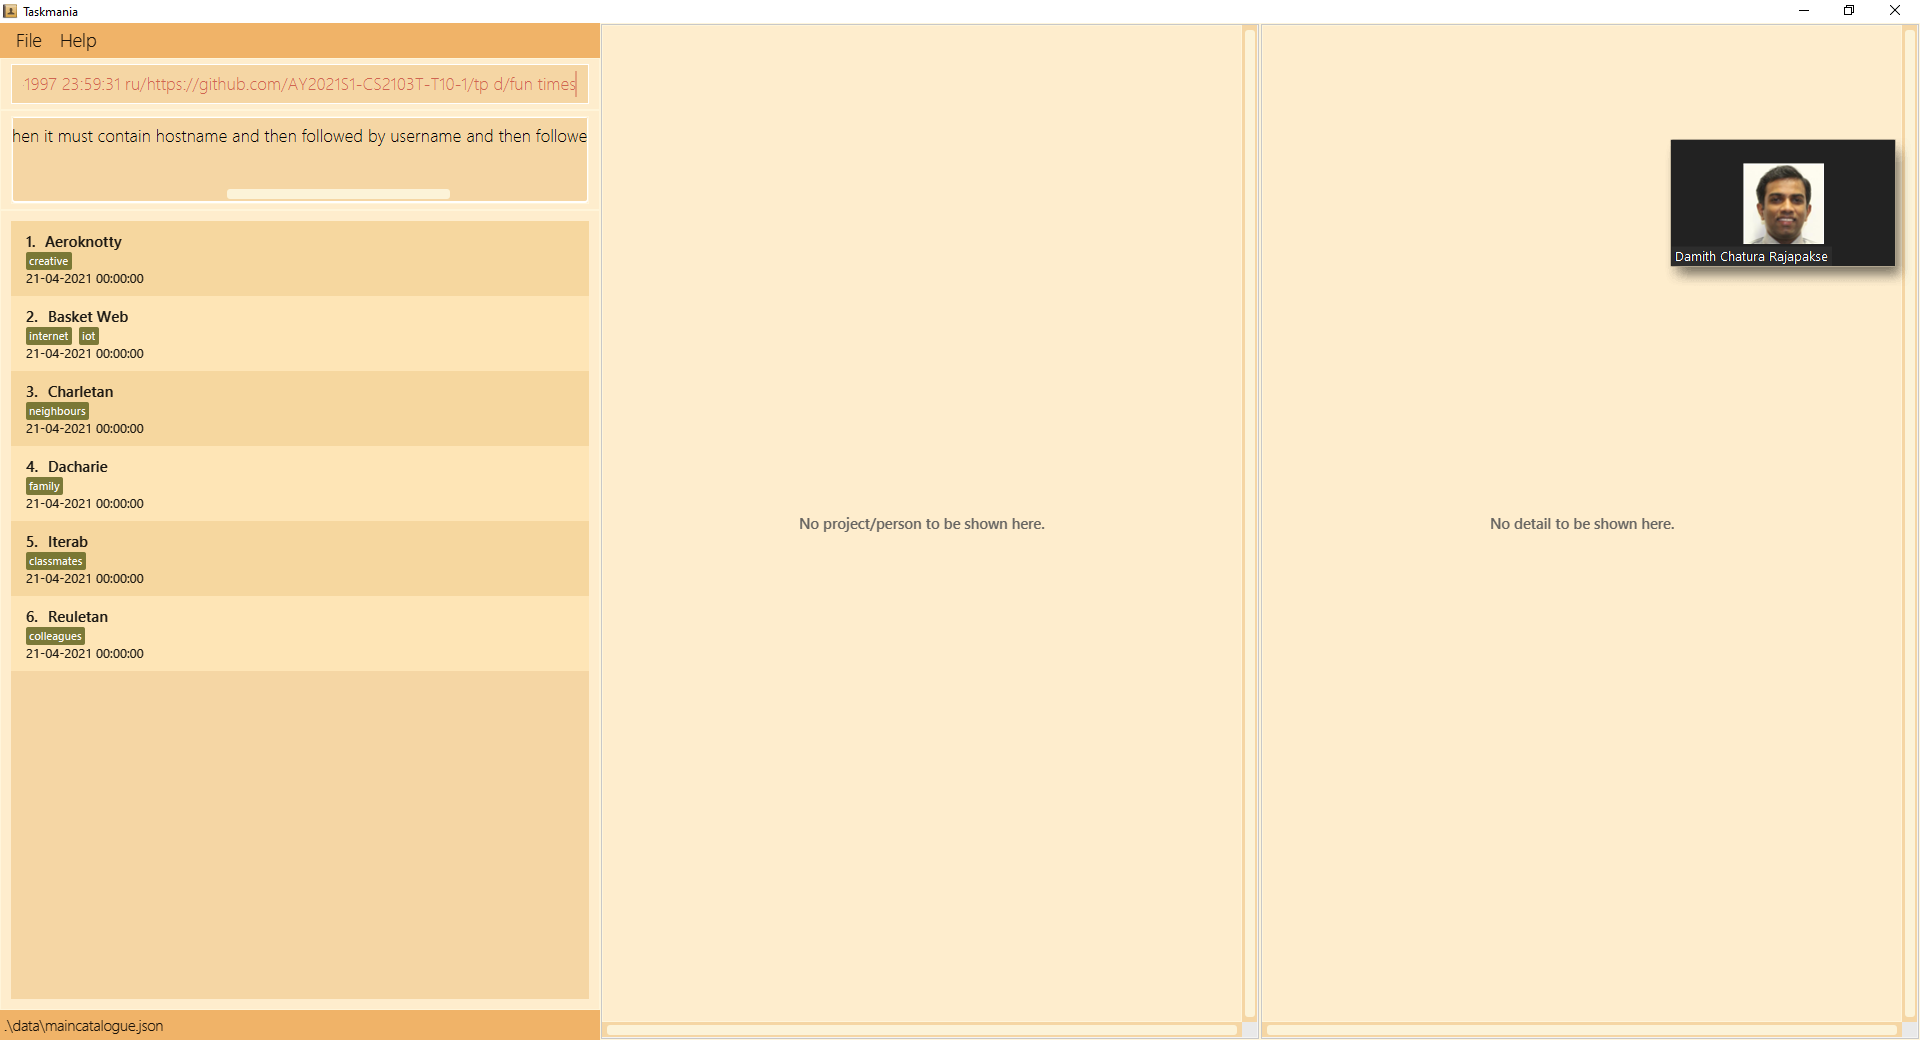 Taskmania
File Help
1997 23:59:31 ru/https://github.com/AY2021S1-CS2103T-T10-1/tp d/fun times
hen it must contain hostname and then followed by username and then followe
1. Aeroknotty
creative
21-04-2021 00:00:00
2. Basket Web
internet iot
21-04-2021 00:00:00
3. Charletan
neighbours
21-04-2021 00:00:00
4. Dacharie
family
21-04-2021 00:00:00
5. Iterab
classmates
21-04-2021 00:00:00
6. Reuletan
colleagues
21-04-2021 00:00:00
.\data\maincatalogue.json
No project/person to be shown here.
No detail to be shown here.
Damith Chatura Rajapakse